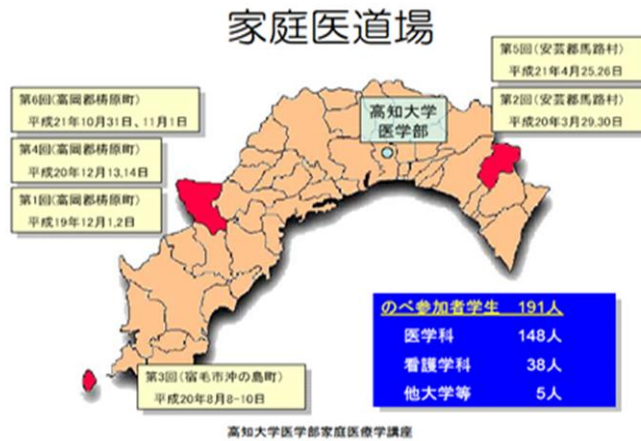 家庭医道場
第5回(安芸郡馬路村)
平成21年4月25,26日
第2回(安芸郡馬路村)
平成20年3月29,30日
第6回(高岡郡梼原町)
平成21年10月31日、11月1日
第4回(高岡郡梼原町)
平成20年12月13,14日
第1回(高岡郡梼原町)
平成19年12月1,2日
高知大学
医学部
のべ参加者学生 191人
医学科 148人
看護学科 38人
他大学等 5人
第3回(宿毛市沖の島町)
平成20年8月8-10日
高知大学医学部家庭医療学講座